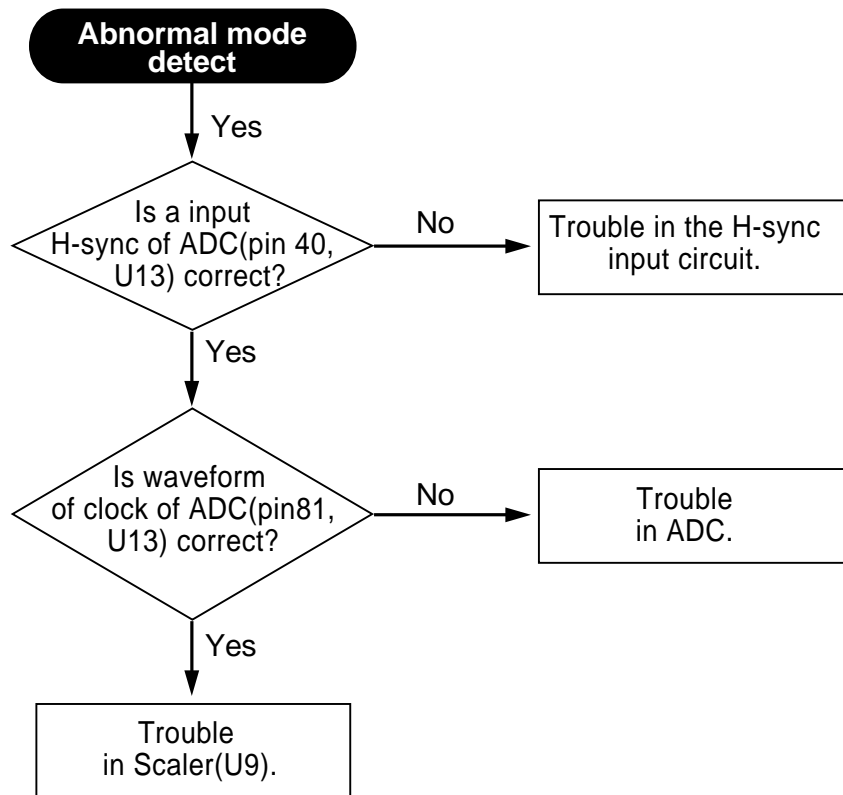 Abnormal mode
detect
Yes
Is a input
H-sync of ADC(pin 40,
U13) correct?
No
Trouble in the H-sync
input circuit.
Yes
Is waveform
of clock of ADC(pin81,
U13) correct?
No
Trouble
in ADC.
Yes
Trouble
in Scaler(U9).